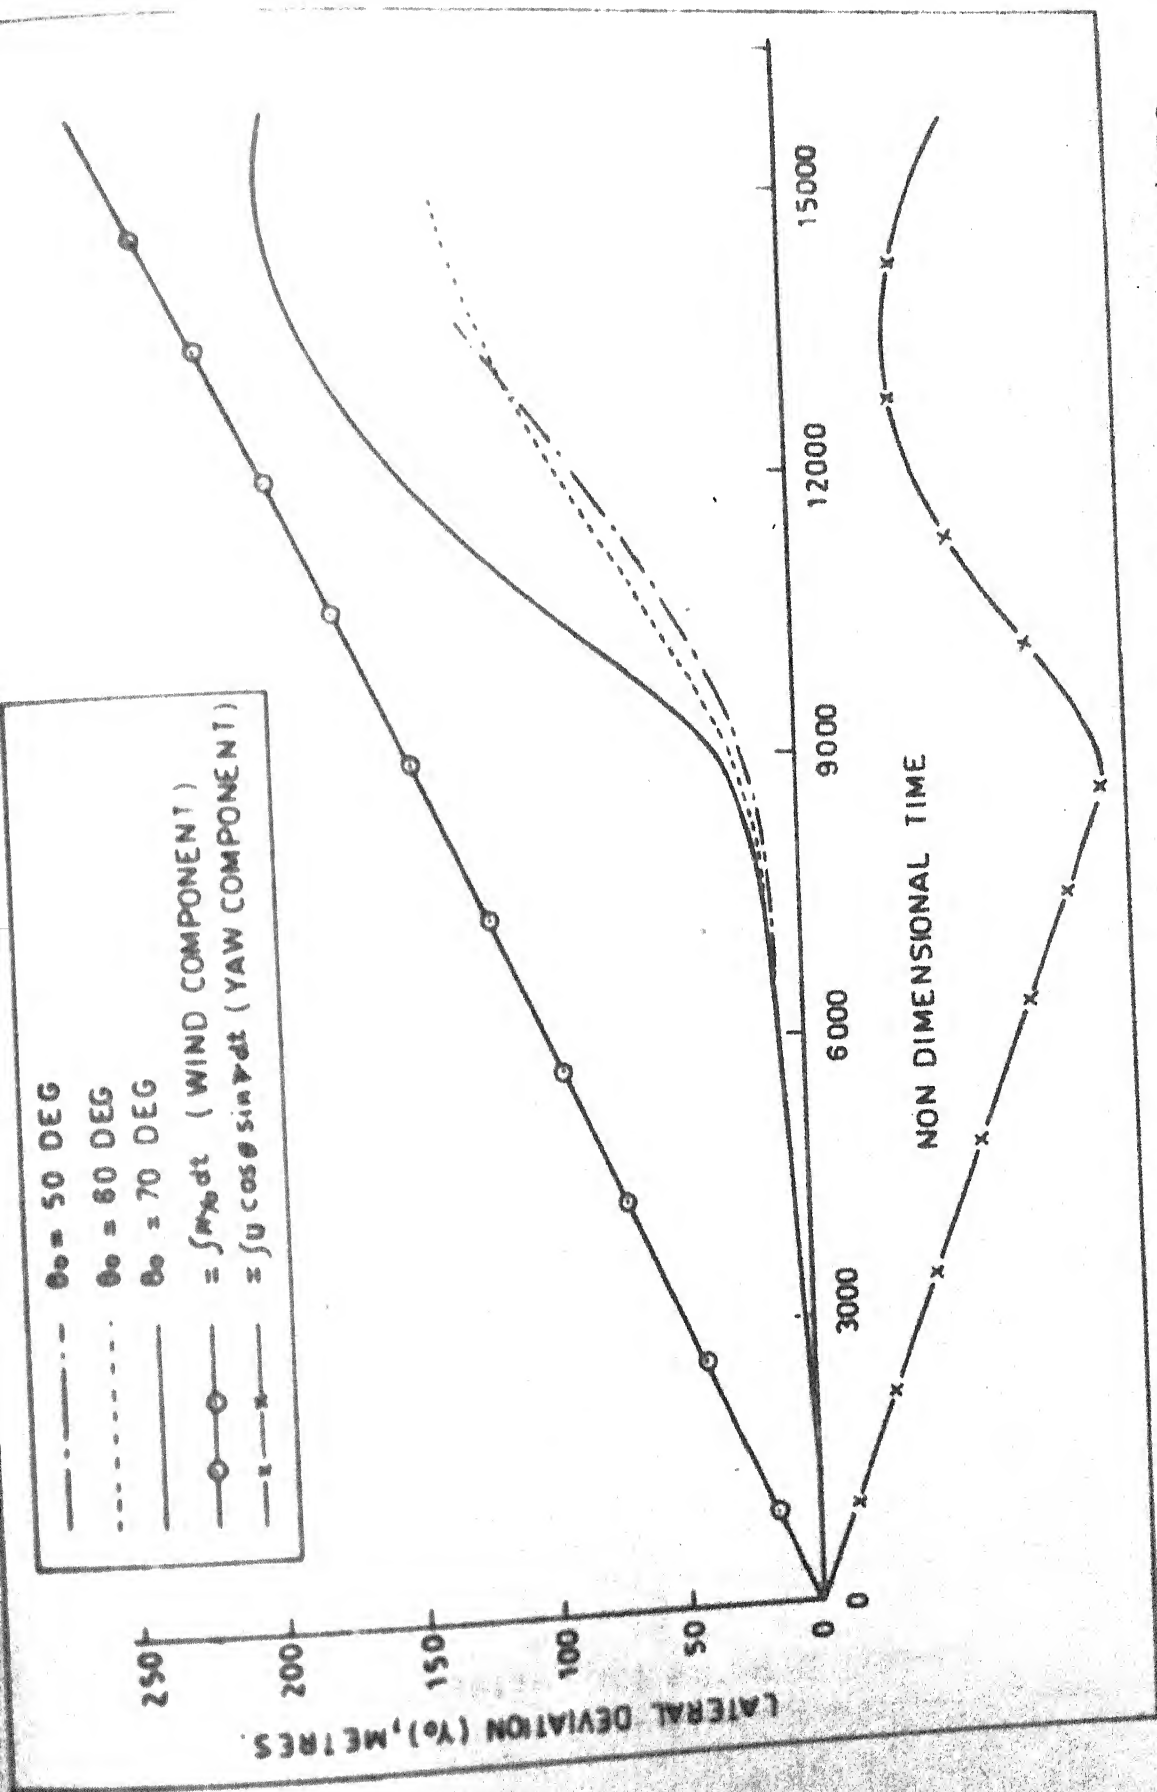 θ₀ = 50 DEG
θ₀ = 60 DEG
θ₀ = 70 DEG
= ∫ dt (WIND COMPONENT)
= ∫U cosθ sinψ dt (YAW COMPONENT)
250
200
150
100
50
0
LATERAL DEVIATION (Y₀), METRES.
0
3000
6000
9000
12000
15000
NON DIMENSIONAL TIME